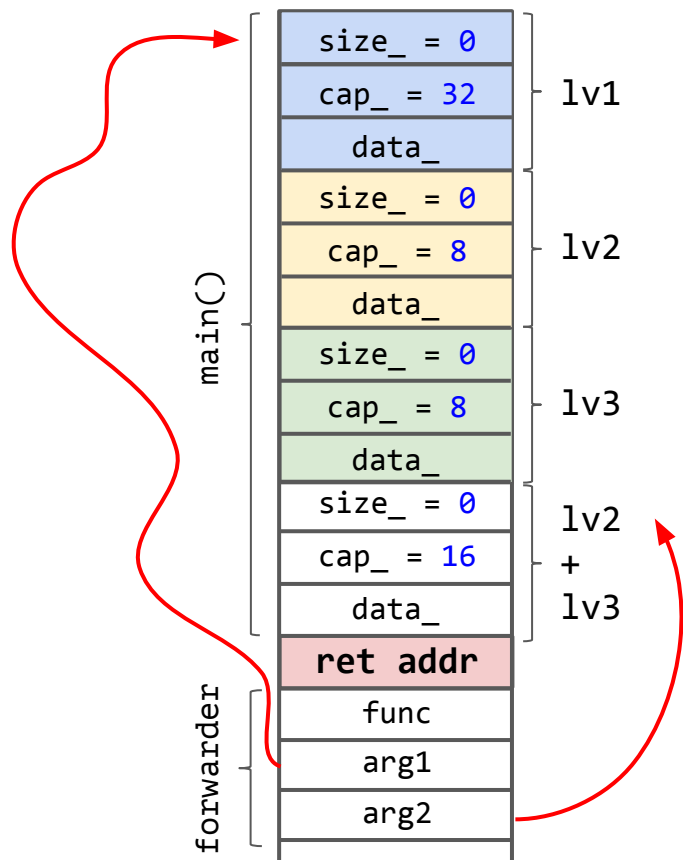 size_ = 0
cap_ = 32
data_
lv1
size_ = 0
cap_ = 8
data_
lv2
size_ = 0
cap_ = 8
data_
lv3
size_ = 0
cap_ = 16
data_
lv2
+
lv3
main()
ret addr
func
arg1
arg2
forwarder